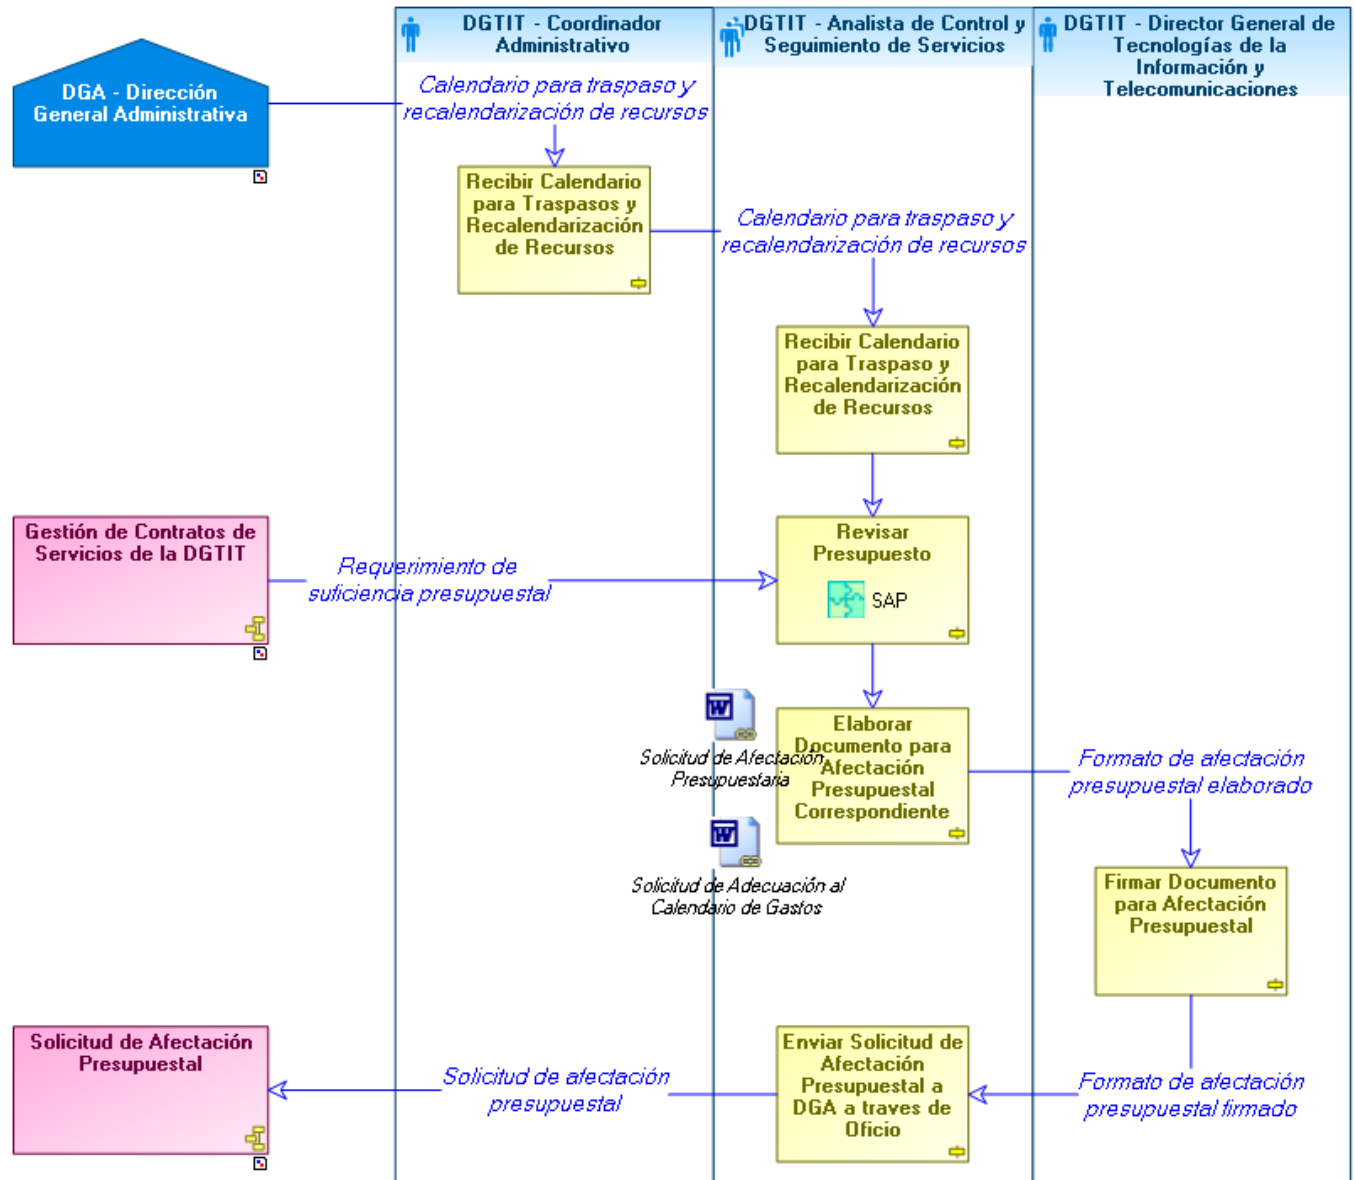 DGTIT - Coordinador
Administrativo
DGTIT - Analista de Control y
Seguimiento de Servicios
DGTIT - Director General de
Tecnologías de la
Información y
Telecomunicaciones
DGA - Dirección
General Administrativa
Calendario para traspaso y
recalendarización de recursos
Recibir Calendario
para Traspasos y
Recalendarización
de Recursos
Calendario para traspaso y
recalendarización de recursos
Recibir Calendario
para Traspaso y
Recalendarización
de Recursos
Gestión de Contratos de
Servicios de la DGTIT
Requerimiento de
suficiencia presupuestal
Revisar
Presupuesto
SAP
W
Solicitud de Afectación
Presupuestaria
Elaborar
Documento para
Afectación
Presupuestal
Correspondiente
W
Solicitud de Adecuación al
Calendario de Gastos
Formato de afectación
presupuestal elaborado
Firmar Documento
para Afectación
Presupuestal
Formato de afectación
presupuestal firmado
Enviar Solicitud de
Afectación
Presupuestal a
DGA a traves de
Oficio
Solicitud de afectación
presupuestal
Solicitud de Afectación
Presupuestal